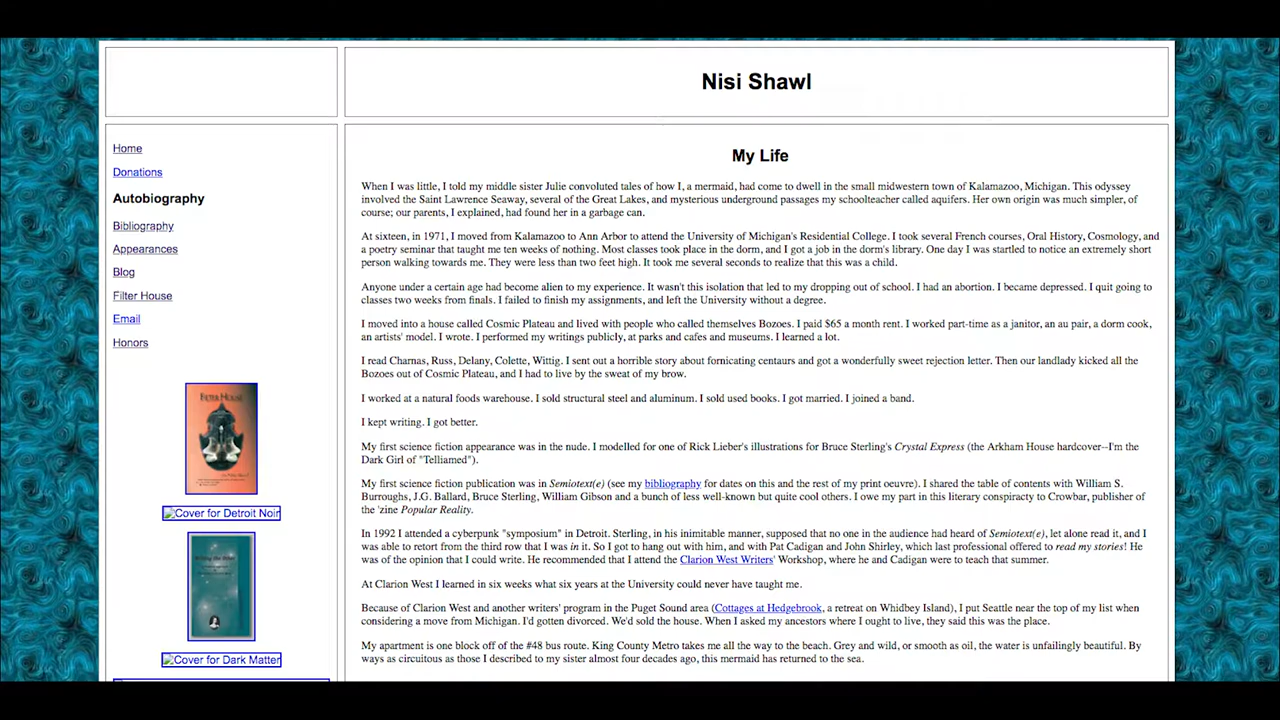 Nisi Shawl
Home
Donations
Autobiography
Bibliography
Appearances
Blog
Filter House
Email
Honors
FILTER HOUSE
Cover for Detroit Noir
Cover for Dark Matter
My Life
When I was little, I told my middle sister Julie convoluted tales of how I, a mermaid, had come to dwell in the small midwestern town of Kalamazoo, Michigan. This odyssey
involved the Saint Lawrence Seaway, several of the Great Lakes, and mysterious underground passages my schoolteacher called aquifers. Her own origin was much simpler, of
course; our parents, I explained, had found her in a garbage can.
At sixteen, in 1971, I moved from Kalamazoo to Ann Arbor to attend the University of Michigan's Residential College. I took several French courses, Oral History, Cosmology, and
a poetry seminar that taught me ten weeks of nothing. Most classes took place in the dorm, and I got a job in the dorm's library. One day I was startled to notice an extremely short
person walking towards me. They were less than two feet high. It took me several seconds to realize that this was a child.
Anyone under a certain age had become alien to my experience. It wasn't this isolation that led to my dropping out of school. I had an abortion. I became depressed. I quit going to
classes two weeks from finals. I failed to finish my assignments, and left the University without a degree.
I moved into a house called Cosmic Plateau and lived with people who called themselves Bozoes. I paid $65 a month rent. I worked part-time as a janitor, an au pair, a dorm cook,
an artists' model. I wrote. I performed my writings publicly, at parks and cafes and museums. I learned a lot.
I read Charnas, Russ, Delany, Colette, Wittig. I sent out a horrible story about fornicating centaurs and got a wonderfully sweet rejection letter. Then our landlady kicked all the
Bozoes out of Cosmic Plateau, and I had to live by the sweat of my brow.
I worked at a natural foods warehouse. I sold structural steel and aluminum. I sold used books. I got married. I joined a band.
I kept writing. I got better.
My first science fiction appearance was in the nude. I modelled for one of Rick Lieber's illustrations for Bruce Sterling's Crystal Express (the Arkham House hardcover--I'm the
Dark Girl of "Telliamed").
My first science fiction publication was in Semiotext(e) (see my bibliography for dates on this and the rest of my print oeuvre). I shared the table of contents with William S.
Burroughs, J.G. Ballard, Bruce Sterling, William Gibson and a bunch of less well-known but quite cool others. I owe my part in this literary conspiracy to Crowbar, publisher of
the 'zine Popular Reality.
In 1992 I attended a cyberpunk "symposium" in Detroit. Sterling, in his inimitable manner, supposed that no one in the audience had heard of Semiotext(e), let alone read it, and I
was able to retort from the third row that I was in it. So I got to hang out with him, and with Pat Cadigan and John Shirley, which last professional offered to read my stories! He
was of the opinion that I could write. He recommended that I attend the Clarion West Writers' Workshop, where he and Cadigan were to teach that summer.
At Clarion West I learned in six weeks what six years at the University could never have taught me.
Because of Clarion West and another writers' program in the Puget Sound area (Cottages at Hedgebrook, a retreat on Whidbey Island), I put Seattle near the top of my list when
considering a move from Michigan. I'd gotten divorced. We'd sold the house. When I asked my ancestors where I ought to live, they said this was the place.
My apartment is one block off of the #48 bus route. King County Metro takes me all the way to the beach. Grey and wild, or smooth as oil, the water is unfailingly beautiful. By
ways as circuitous as those I described to my sister almost four decades ago, this mermaid has returned to the sea.